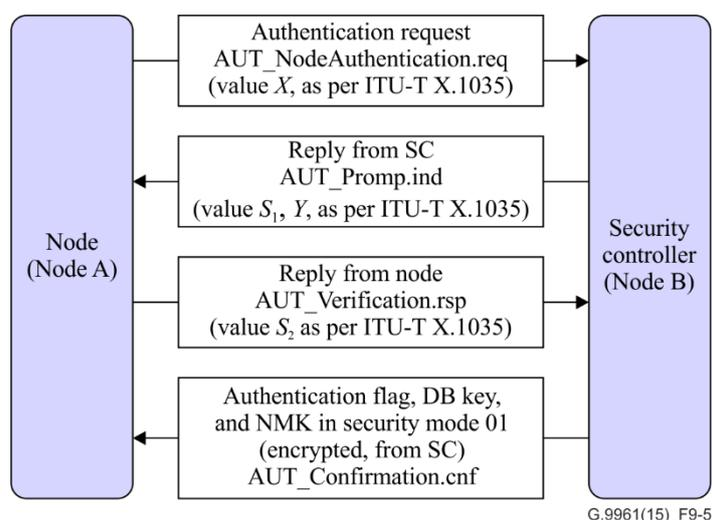 Authentication request
AUT_NodeAuthentication.req
(value X, as per ITU-T X.1035)
Reply from SC
AUT_Promp.ind
(value S₁, Y, as per ITU-T X.1035)
Node
(Node A)
Security
controller
(Node B)
Reply from node
AUT_Verification.rsp
(value S₂ as per ITU-T X.1035)
Authentication flag, DB key,
and NMK in security mode 01
(encrypted, from SC)
AUT_Confirmation.cnf
G.9961(15)_F9-5